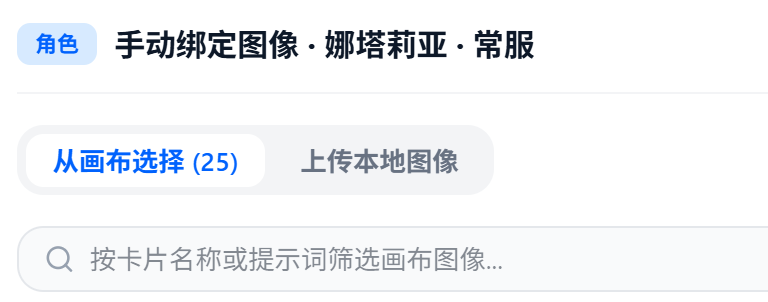 角色 手动绑定图像 · 娜塔莉亚 · 常服
从画布选择 (25) 上传本地图像
按卡片名称或提示词筛选画布图像...